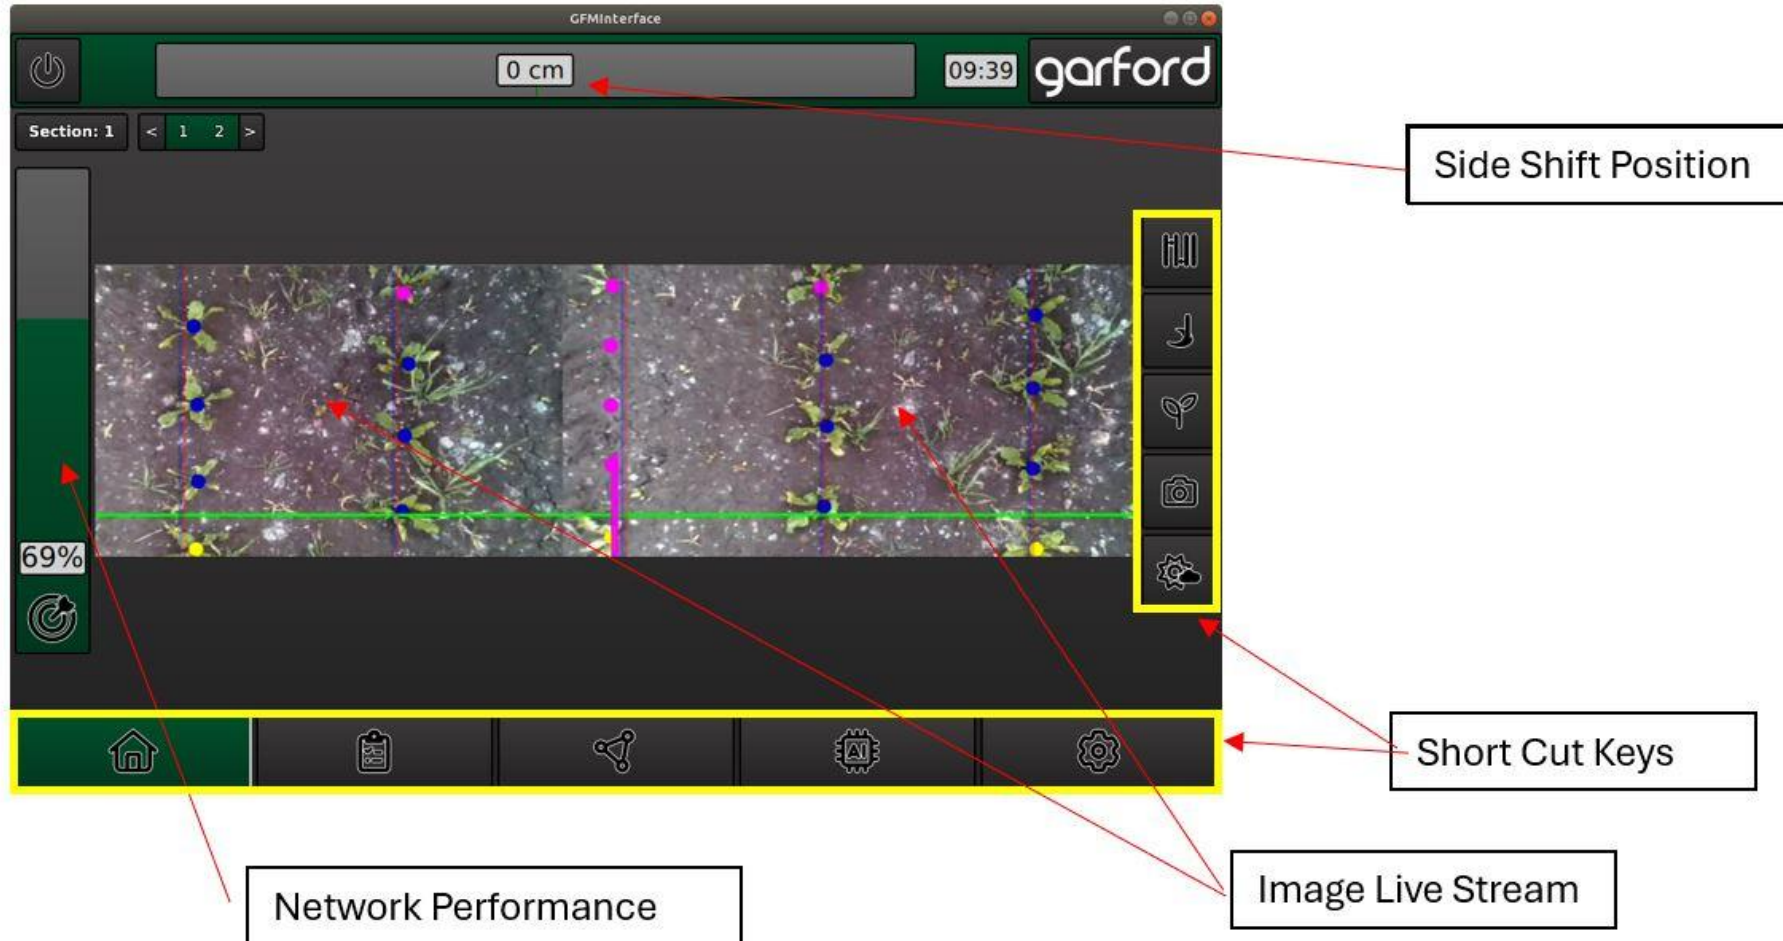 GFMInterface
0 cm
09:39
garford
Section: 1
< 1 2 >
Side Shift Position
69%
AI
Short Cut Keys
Image Live Stream
Network Performance